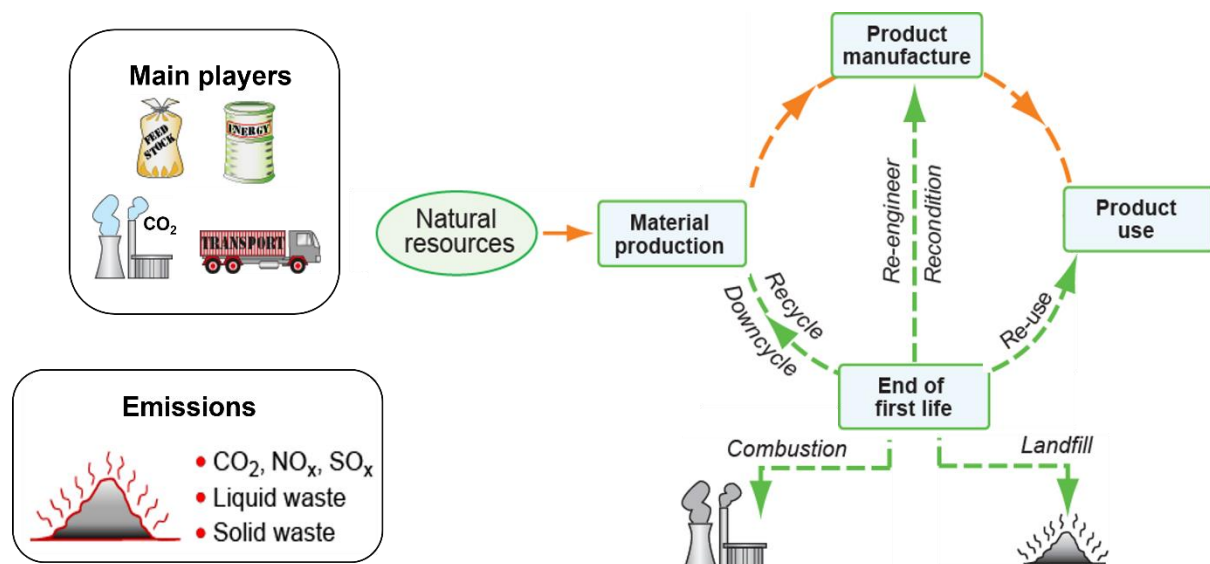 Main players
FEED
STOCK
ENERGY
CO₂
TRANSPORT
Emissions
• CO₂, NOₓ, SOₓ
• Liquid waste
• Solid waste
Natural
resources
Material
production
Product
manufacture
Product
use
End of
first life
Re-engineer
Recondition
Recycle
Downcycle
Re-use
Combustion
Landfill